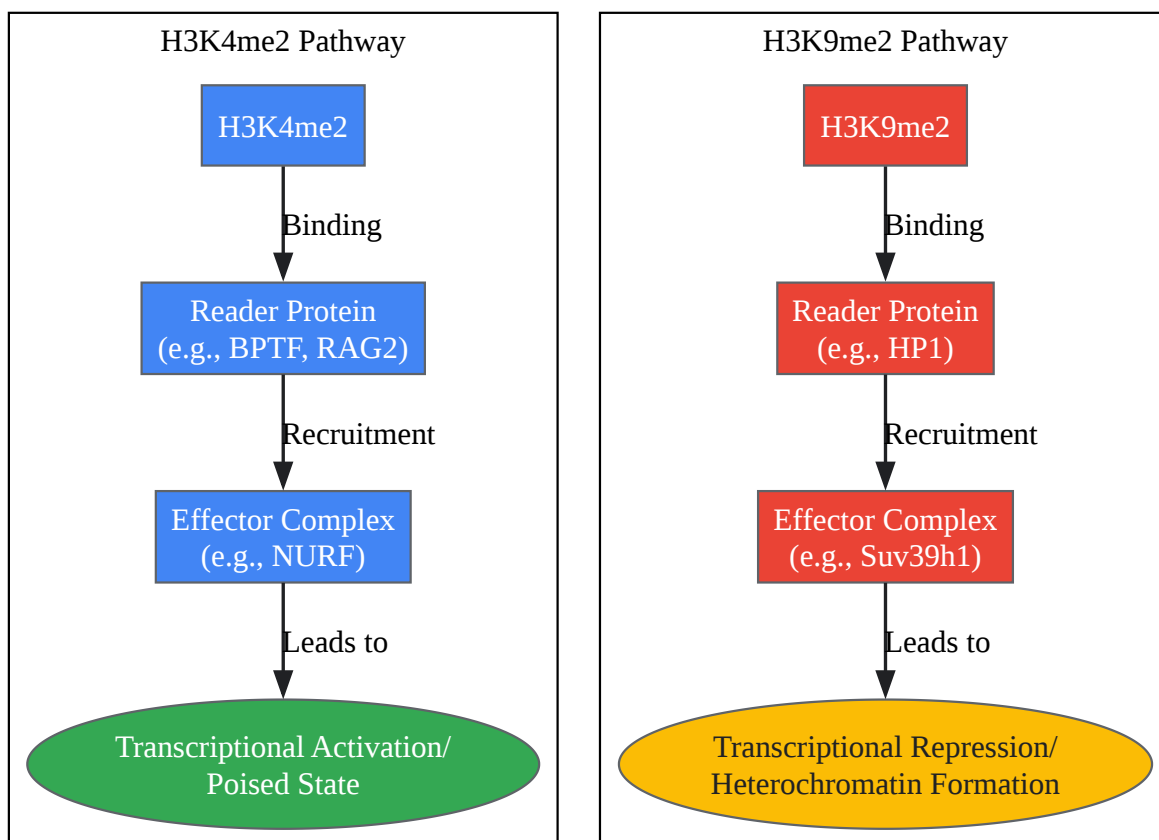 H3K4me2 Pathway
H3K4me2
Binding
Reader Protein
(e.g., BPTF, RAG2)
Recruitment
Effector Complex
(e.g., NURF)
Leads to
Transcriptional Activation/
Poised State
H3K9me2 Pathway
H3K9me2
Binding
Reader Protein
(e.g., HP1)
Recruitment
Effector Complex
(e.g., Suv39h1)
Leads to
Transcriptional Repression/
Heterochromatin Formation